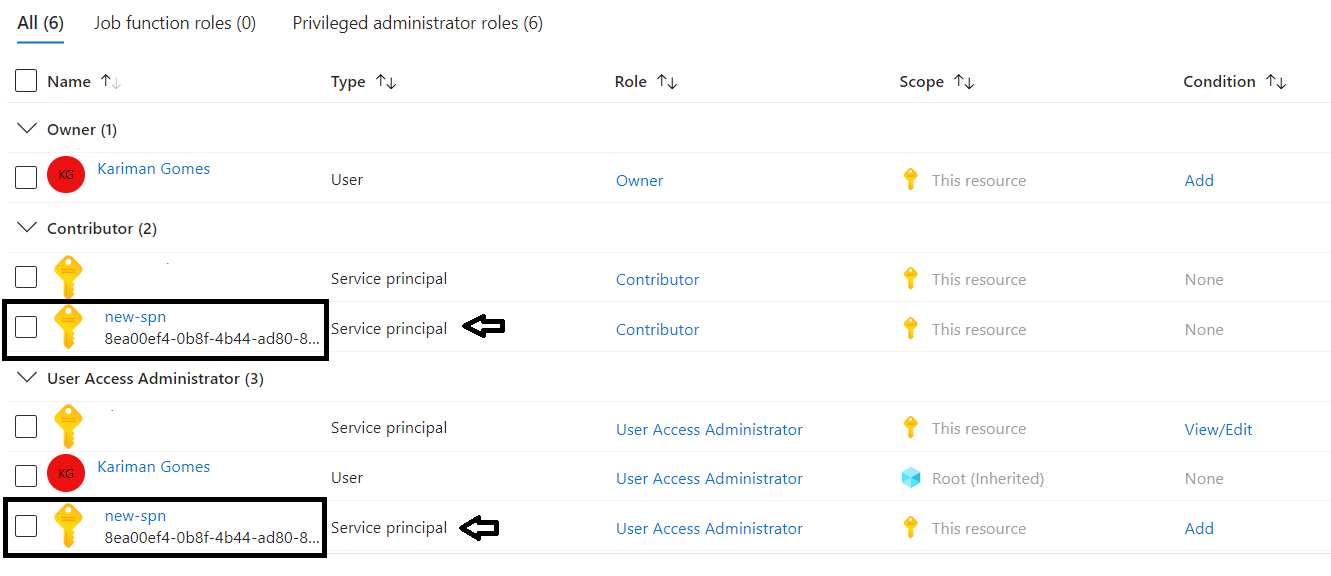 All (6) Job function roles (0) Privileged administrator roles (6)
Name Type Role Scope Condition
Owner (1)
KG Kariman Gomes User Owner This resource Add
Contributor (2)
Service principal Contributor This resource None
new-spn
8ea00ef4-0b8f-4b44-ad80-8... Service principal Contributor This resource None
User Access Administrator (3)
Service principal User Access Administrator This resource View/Edit
KG Kariman Gomes User User Access Administrator Root (Inherited) None
new-spn
8ea00ef4-0b8f-4b44-ad80-8... Service principal User Access Administrator This resource Add